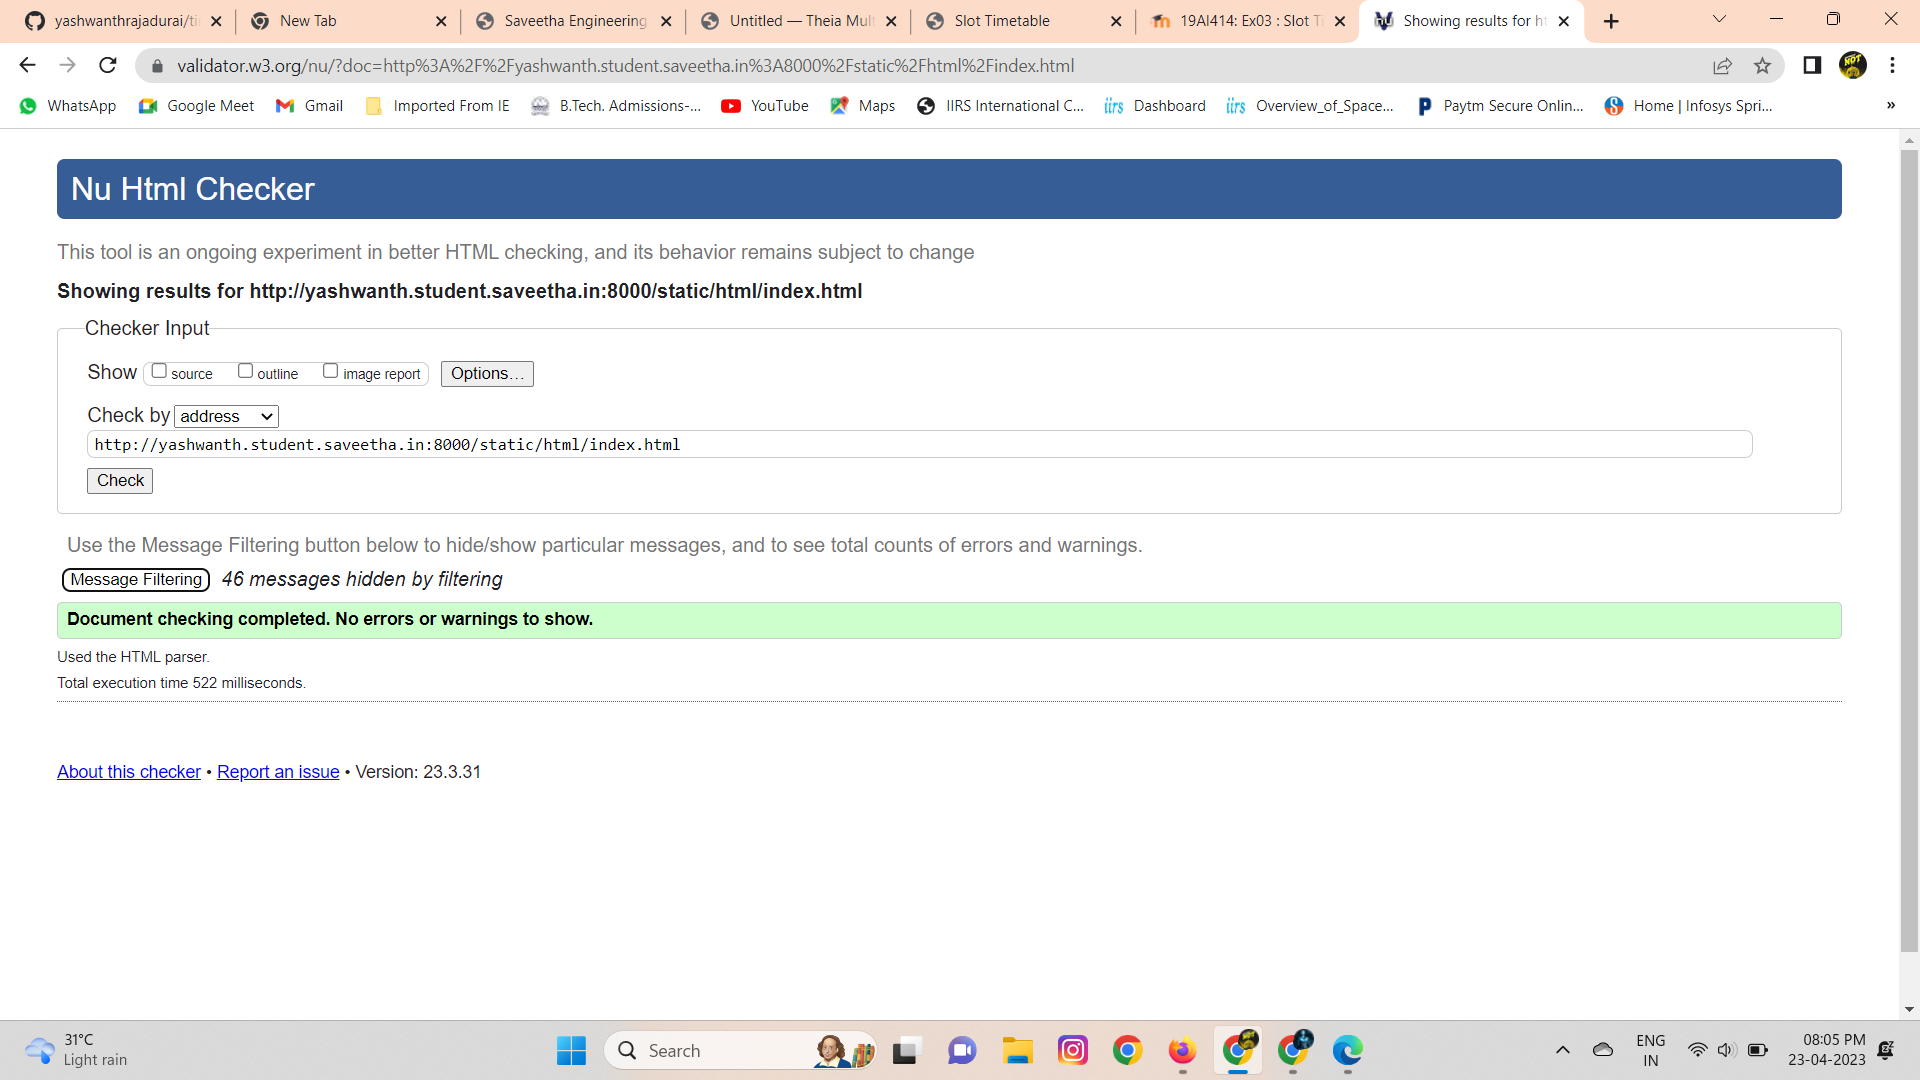 yashwanthrajadurai/ti
New Tab
Saveetha Engineering
Untitled — Theia Mult
Slot Timetable
19AI414: Ex03 : Slot Ti
Showing results for ht
validator.w3.org/nu/?doc=http%3A%2F%2Fyashwanth.student.saveetha.in%3A8000%2Fstatic%2Fhtml%2Findex.html
WhatsApp
Google Meet
Gmail
Imported From IE
B.Tech. Admissions-...
YouTube
Maps
IIRS International C...
Dashboard
Overview_of_Space...
Paytm Secure Onlin...
Home | Infosys Spri...
»
Nu Html Checker
This tool is an ongoing experiment in better HTML checking, and its behavior remains subject to change
Showing results for http://yashwanth.student.saveetha.in:8000/static/html/index.html
Checker Input
Show source outline image report Options...
Check by address
http://yashwanth.student.saveetha.in:8000/static/html/index.html
Check
Use the Message Filtering button below to hide/show particular messages, and to see total counts of errors and warnings.
Message Filtering 46 messages hidden by filtering
Document checking completed. No errors or warnings to show.
Used the HTML parser.
Total execution time 522 milliseconds.
About this checker • Report an issue • Version: 23.3.31
31°C
Light rain
Search
ENG
IN
08:05 PM
23-04-2023